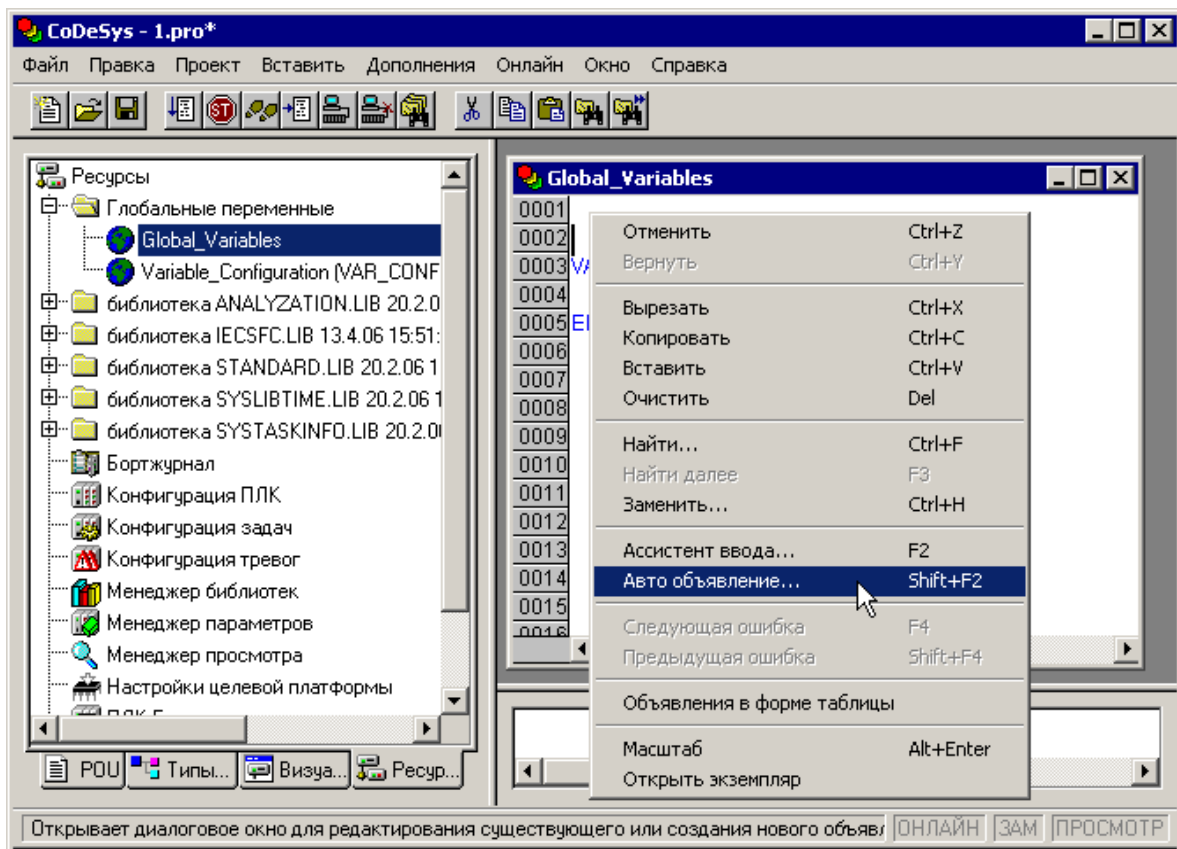 CoDeSys - 1.pro*
Файл Правка Проект Вставить Дополнения Онлайн Окно Справка
Ресурсы
Глобальные переменные
Global_Variables
Variable_Configuration (VAR_CONF
библиотека ANALYZATION.LIB 20.2.0
библиотека IECSFC.LIB 13.4.06 15:51:
библиотека STANDARD.LIB 20.2.06 1
библиотека SYSLIBTIME.LIB 20.2.06 1
библиотека SYSTASKINFO.LIB 20.2.0
Бортжурнал
Конфигурация ПЛК
Конфигурация задач
Конфигурация тревог
Менеджер библиотек
Менеджер параметров
Менеджер просмотра
Настройки целевой платформы
POU Типы... Визуа... Ресур...
Global_Variables
0001
0002
0003 VA
0004
0005
0006
0007
0008
0009
0010
0011
0012
0013
0014
0015
0016
Отменить Ctrl+Z
Вернуть Ctrl+Y
Вырезать Ctrl+X
Копировать Ctrl+C
Вставить Ctrl+V
Очистить Del
Найти... Ctrl+F
Найти далее F3
Заменить... Ctrl+H
Ассистент ввода... F2
Авто объявление... Shift+F2
Следующая ошибка F4
Предыдущая ошибка Shift+F4
Объявления в форме таблицы
Масштаб Alt+Enter
Открыть экземпляр
Открывает диалоговое окно для редактирования существующего или создания нового объявл ОНЛАЙН ЗАМ ПРОСМОТР